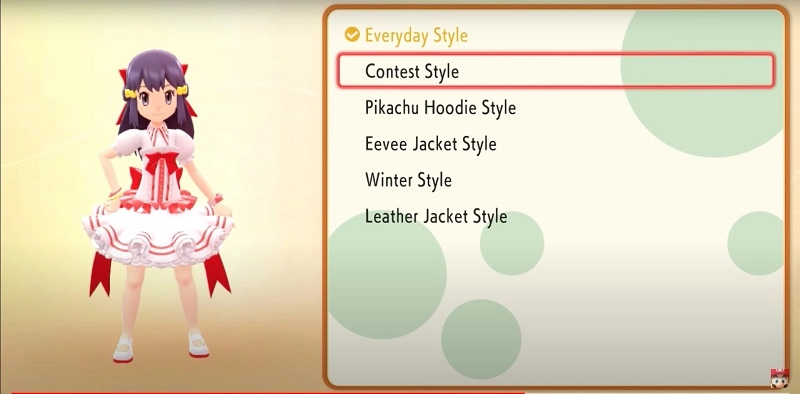 Everyday Style
Contest Style
Pikachu Hoodie Style
Eevee Jacket Style
Winter Style
Leather Jacket Style